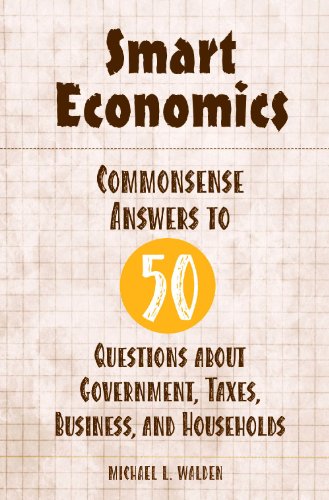 Smart
Economics
Commonsense
Answers to
50
Questions about
Government, Taxes,
Business, and Households
Michael L. Walden